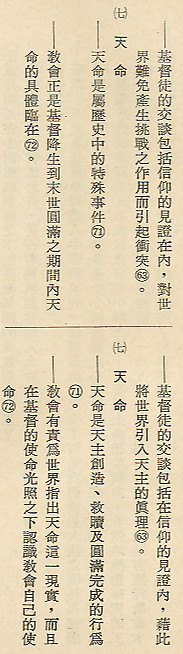 ——基督徒的交談包括信仰的見證在內，對世
界難免產生挑戰之作用而引起衝突㊿。
㈦天命
——天命是屬歷史中的特殊事件。
——教會正是基督降生到末世圓滿之期間內天
命的具體臨在。
——基督徒的交談包括在信仰的見證內，藉此
將世界引入天主的眞理。
㈦天命
——天命是天主創造、救贖及圓滿完成的行爲
。
——教會有責爲世界指出天命這一現實，而且
在基督的使命光照之下認識教會自己的使
命。